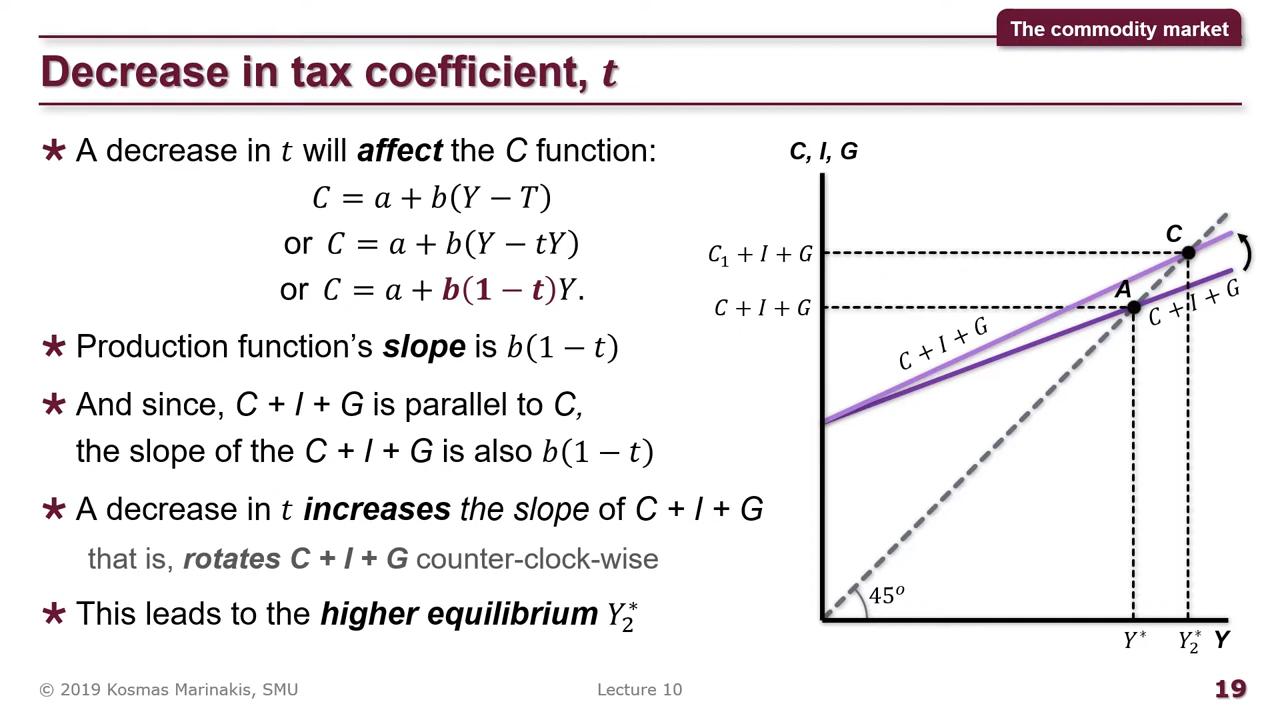 The commodity market
Decrease in tax coefficient, t
* A decrease in t will affect the C function:
C = a + b(Y − T)
or C = a + b(Y − tY)
or C = a + b(1 − t)Y.
* Production function’s slope is b(1 − t)
* And since, C + I + G is parallel to C,
the slope of the C + I + G is also b(1 − t)
* A decrease in t increases the slope of C + I + G
that is, rotates C + I + G counter-clock-wise
* This leads to the higher equilibrium Y₂*
C, I, G
C
C₁ + I + G
A
C + I + G
C + I + G
C + I + G
45º
Y*
Y₂*
Y
© 2019 Kosmas Marinakis, SMU
Lecture 10
19